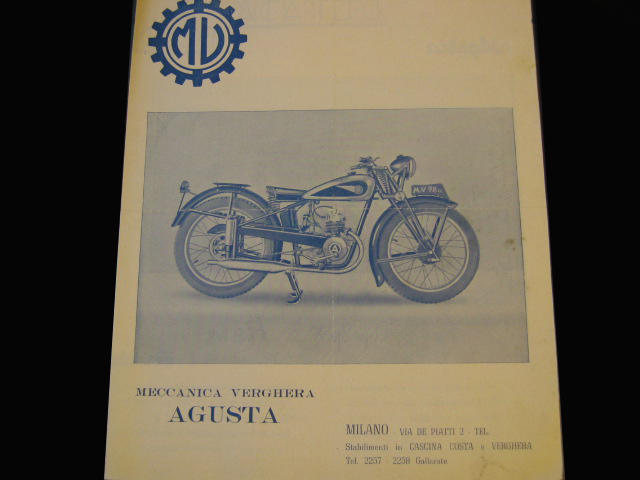 MV
M.V 98
MECCANICA VERGHERA
AGUSTA
MILANO - VIA DE PIATTI 2 - TEL.
Stabilimenti in CASCINA COSTA e VERGHERA
Tel. 2257 - 2258 Gallarate